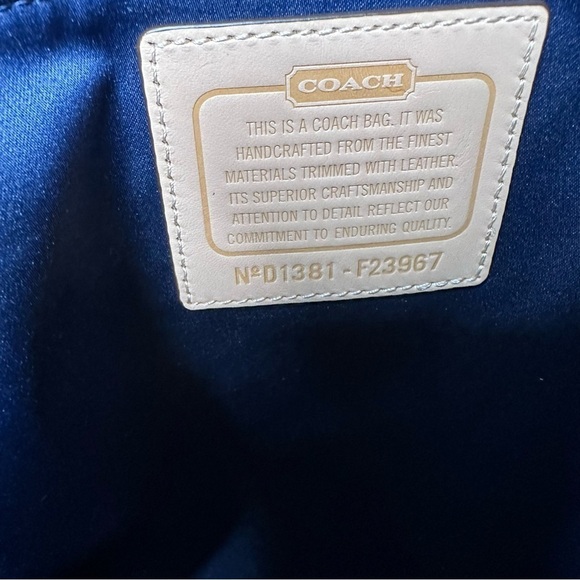 COACH
THIS IS A COACH BAG. IT WAS
HANDCRAFTED FROM THE FINEST
MATERIALS TRIMMED WITH LEATHER.
ITS SUPERIOR CRAFTSMANSHIP AND
ATTENTION TO DETAIL REFLECT OUR
COMMITMENT TO ENDURING QUALITY.
NºD1381-F23967